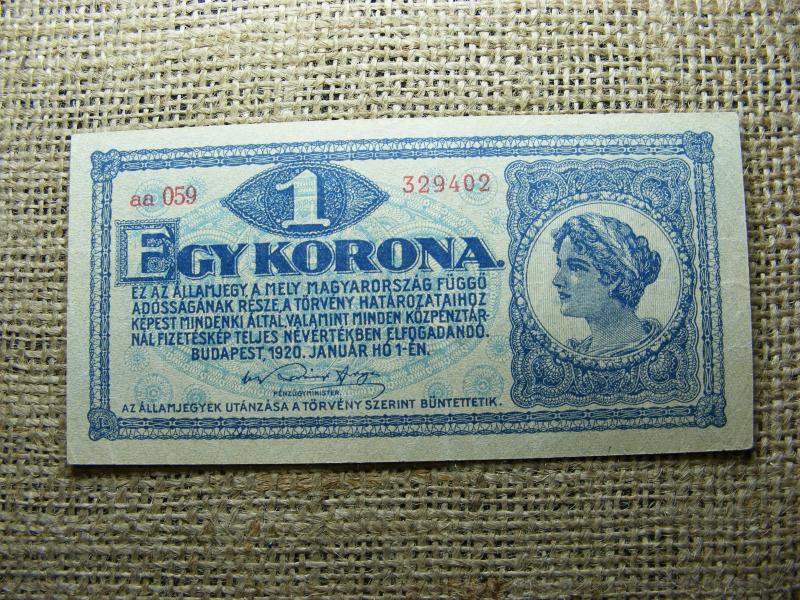 aa 059 1 329402
EGY KORONA.
EZ AZ ÁLLAMJEGY, A MELY MAGYARORSZÁG FÜGGŐ
ADÓSSÁGÁNAK RÉSZE, A TÖRVÉNY HATÁROZATAIHOZ
KÉPEST MINDENKI ÁLTAL, VALAMINT MINDEN KÖZPÉNZTÁR-
NÁL FIZETÉSKÉP TELJES NÉVÉRTÉKBEN ELFOGADANDÓ.
BUDAPEST, 1920. JANUÁR HÓ 1-ÉN.
PÉNZÜGYMINISTER.
AZ ÁLLAMJEGYEK UTÁNZÁSA A TÖRVÉNY SZERINT BÜNTETTETIK.